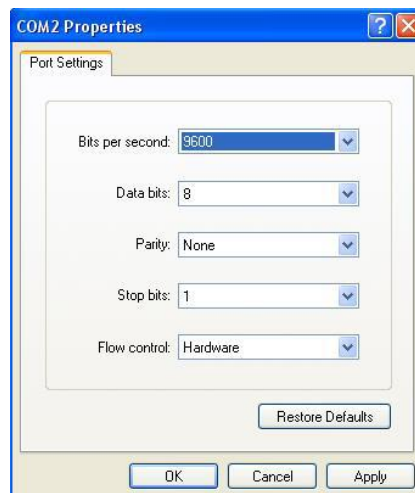 COM2 Properties
Port Settings
Bits per second: 9600
Data bits: 8
Parity: None
Stop bits: 1
Flow control: Hardware
Restore Defaults
OK Cancel Apply